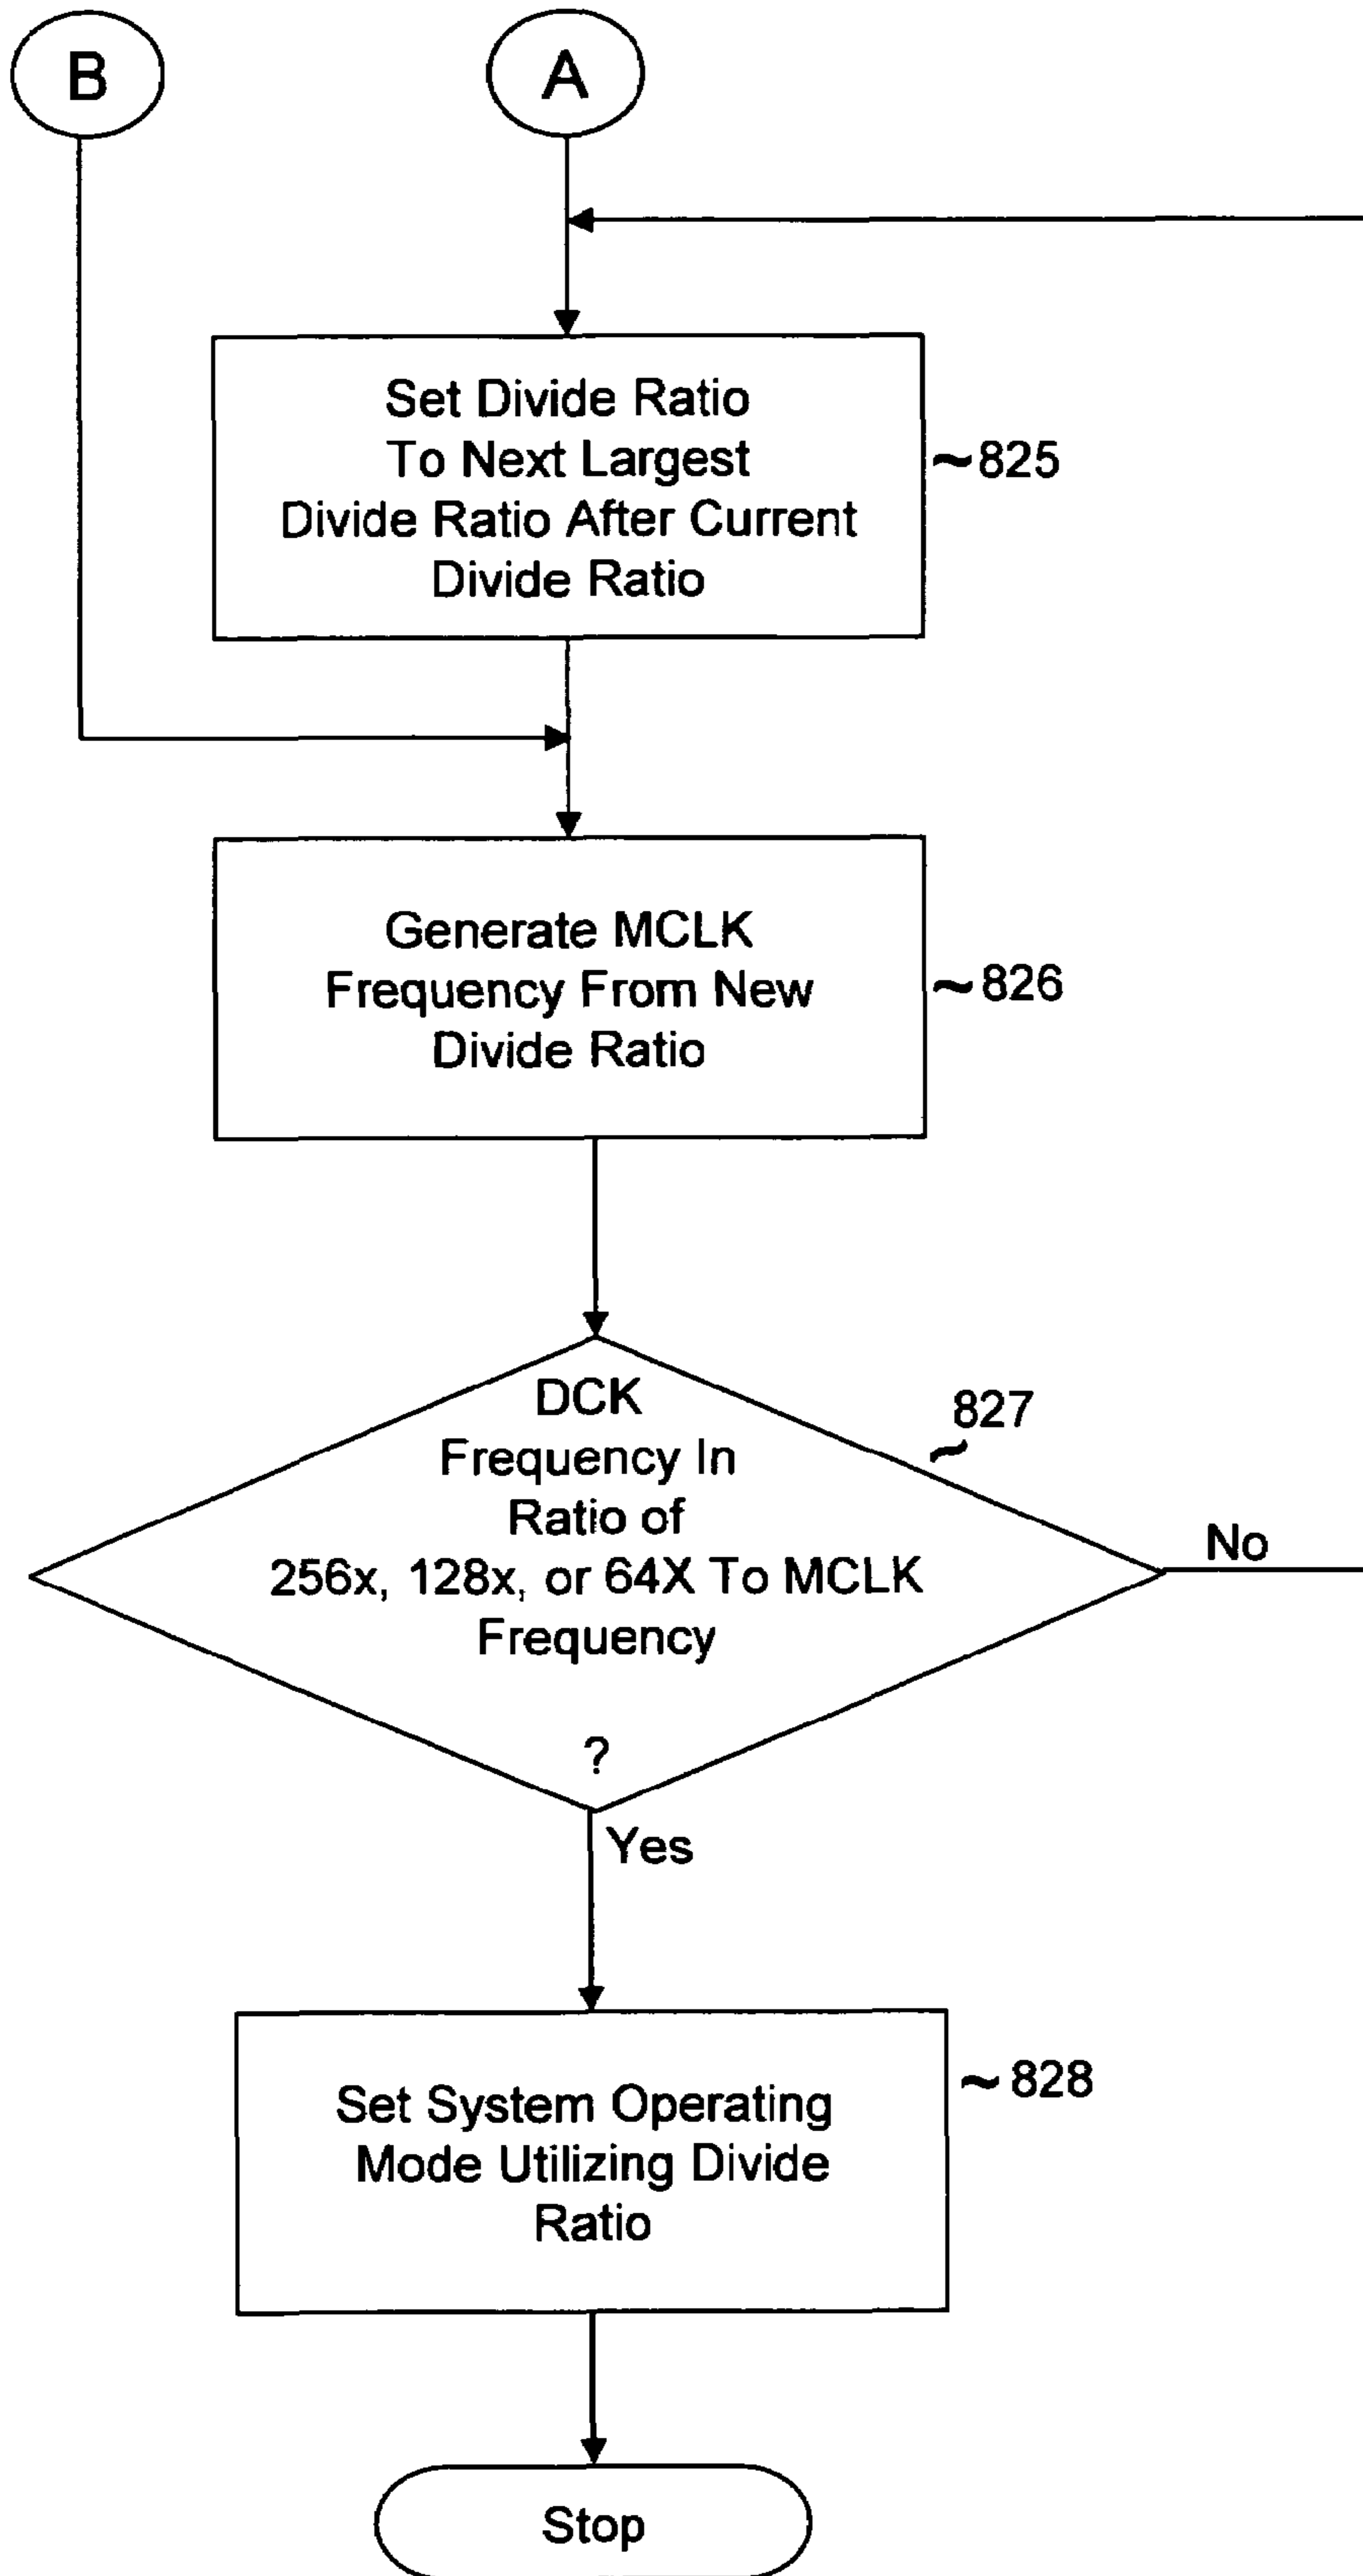 B
A
Set Divide Ratio
To Next Largest
Divide Ratio After Current
Divide Ratio
~825
Generate MCLK
Frequency From New
Divide Ratio
~826
DCK
Frequency In
Ratio of
256x, 128x, or 64X To MCLK
Frequency
?
~827
No
Yes
Set System Operating
Mode Utilizing Divide
Ratio
~828
Stop